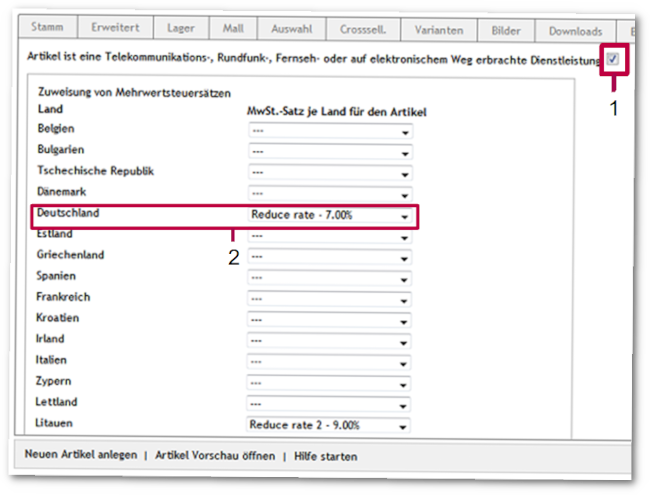 Stamm Erweitert Lager Mall Auswahl Crosssell. Varianten Bilder Downloads
Artikel ist eine Telekommunikations-, Rundfunk-, Fernseh- oder auf elektronischem Weg erbrachte Dienstleistung
1
Zuweisung von Mehrwertsteuersätzen
Land MwSt.-Satz je Land für den Artikel
Belgien ---
Bulgarien ---
Tschechische Republik ---
Dänemark ---
Deutschland Reduce rate - 7.00%
2
Estland ---
Griechenland ---
Spanien ---
Frankreich ---
Kroatien ---
Irland ---
Italien ---
Zypern ---
Lettland ---
Litauen Reduce rate 2 - 9.00%
Neuen Artikel anlegen | Artikel Vorschau öffnen | Hilfe starten